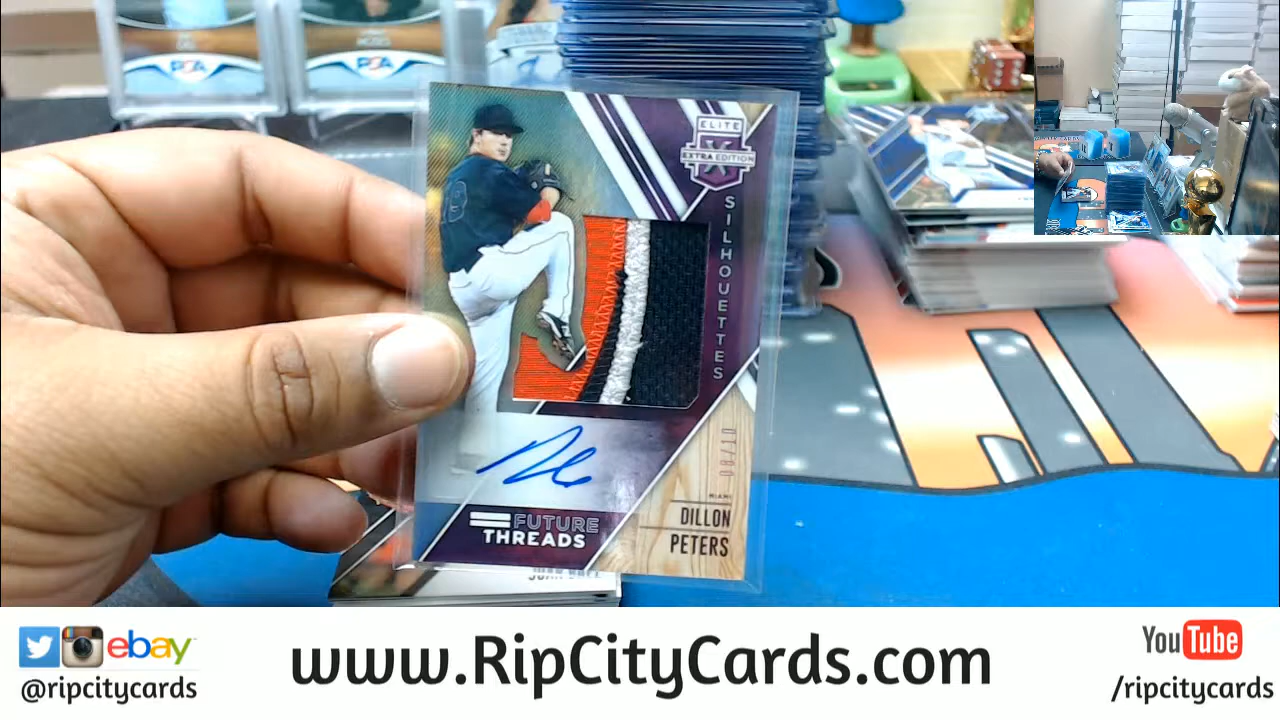 PSA
PSA
ELITE
EXTRA EDITION
X
SILHOUETTES
18
08/10
MIAMI
DILLON
PETERS
FUTURE
THREADS
ebay
@ripcitycards
www.RipCityCards.com
YouTube
/ripcitycards